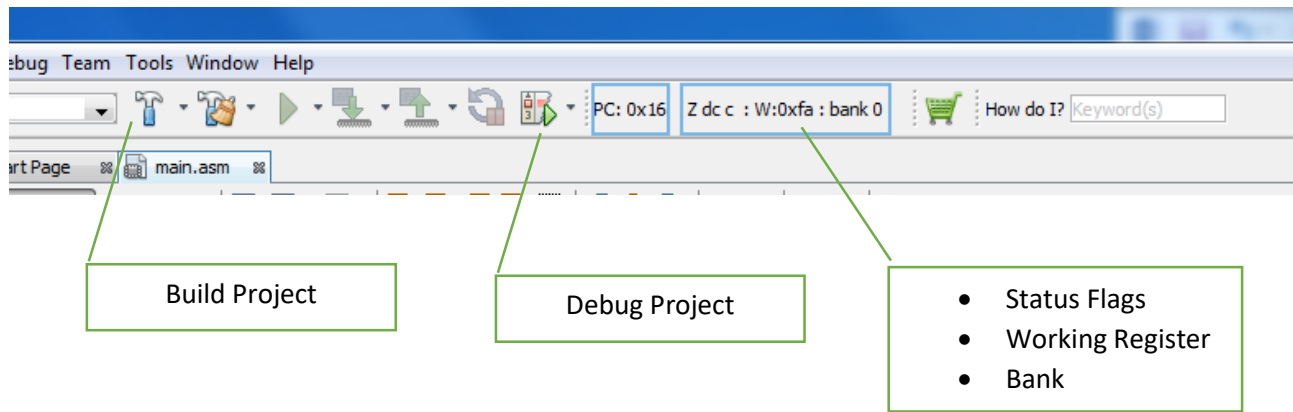 ebug Team Tools Window Help
PC: 0x16 Z dc c : W:0xfa : bank 0 How do I? Keyword(s)
art Page main.asm
Build Project
Debug Project
• Status Flags
• Working Register
• Bank